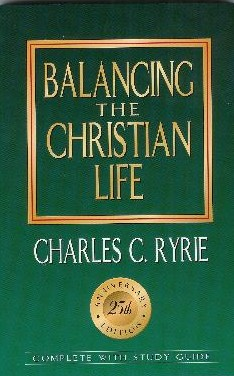 BALANCING
THE
CHRISTIAN
LIFE
CHARLES C. RYRIE
ANNIVERSARY
25th
EDITION
COMPLETE WITH STUDY GUIDE